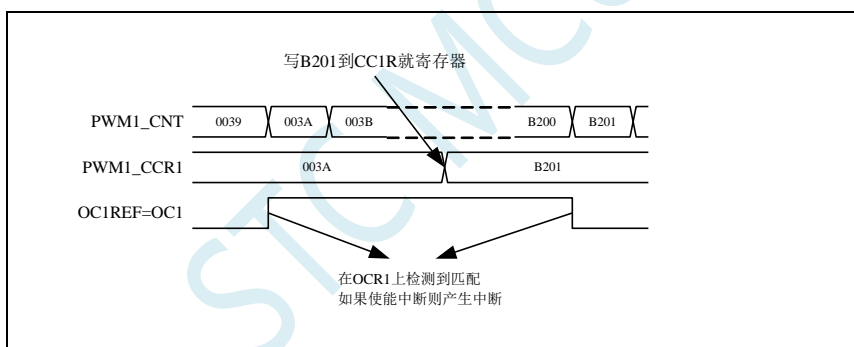 写B201到CC1R就寄存器
PWM1_CNT 0039 003A 003B B200 B201
PWM1_CCR1 003A B201
OC1REF=OC1
在OCR1上检测到匹配
如果使能中断则产生中断
STC MC